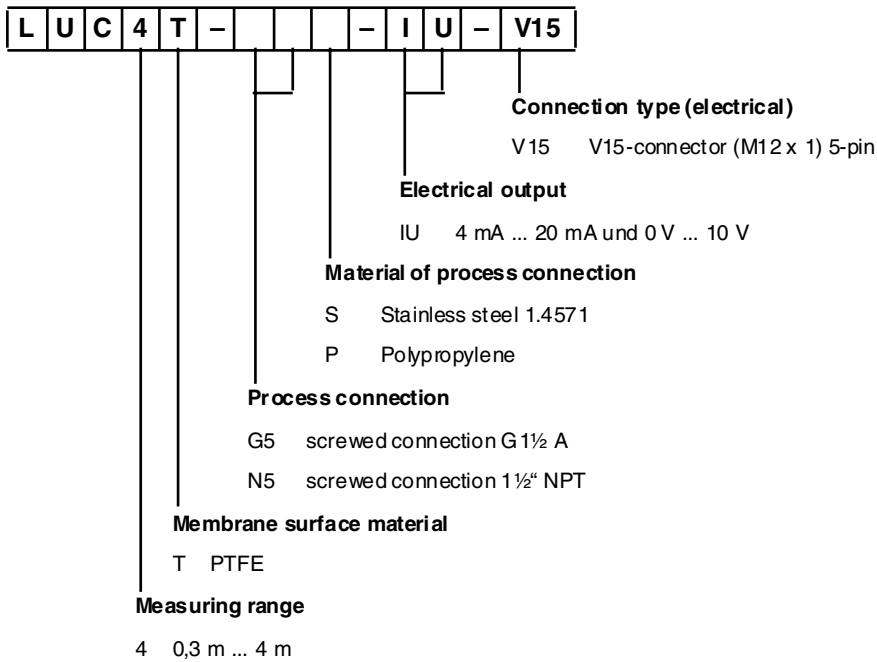 L U C 4 T – – I U – V15
Connection type (electrical)
V15 V15-connector (M12 x 1) 5-pin
Electrical output
IU 4 mA ... 20 mA und 0 V ... 10 V
Material of process connection
S Stainless steel 1.4571
P Polypropylene
Process connection
G5 screwed connection G 1½ A
N5 screwed connection 1½“ NPT
Membrane surface material
T PTFE
Measuring range
4 0,3 m ... 4 m